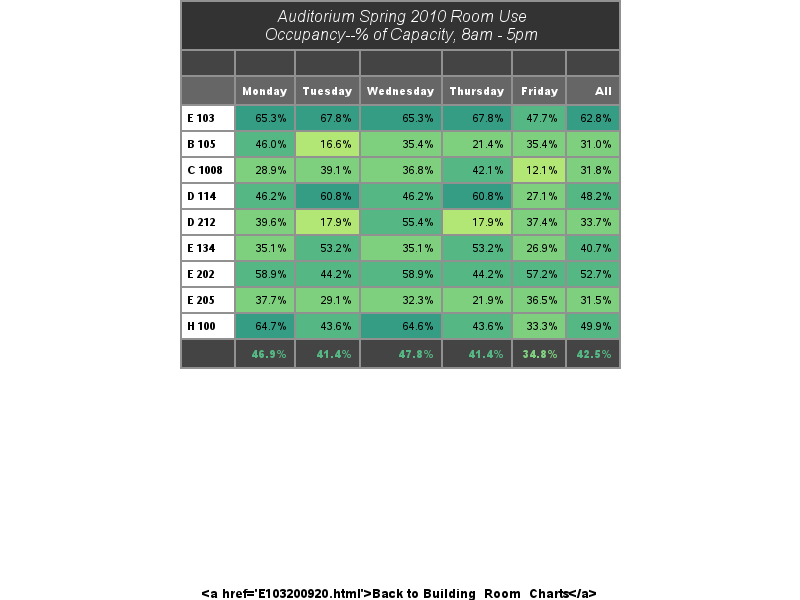 Auditorium Spring 2010 Room Use
Occupancy--% of Capacity, 8am - 5pm
Monday Tuesday Wednesday Thursday Friday All
E 103 65.3% 67.8% 65.3% 67.8% 47.7% 62.8%
B 105 46.0% 16.6% 35.4% 21.4% 35.4% 31.0%
C 1008 28.9% 39.1% 36.8% 42.1% 12.1% 31.8%
D 114 46.2% 60.8% 46.2% 60.8% 27.1% 48.2%
D 212 39.6% 17.9% 55.4% 17.9% 37.4% 33.7%
E 134 35.1% 53.2% 35.1% 53.2% 26.9% 40.7%
E 202 58.9% 44.2% 58.9% 44.2% 57.2% 52.7%
E 205 37.7% 29.1% 32.3% 21.9% 36.5% 31.5%
H 100 64.7% 43.6% 64.6% 43.6% 33.3% 49.9%
46.9% 41.4% 47.8% 41.4% 34.8% 42.5%
<a href='E103200920.html'>Back to Building_Room_Charts</a>